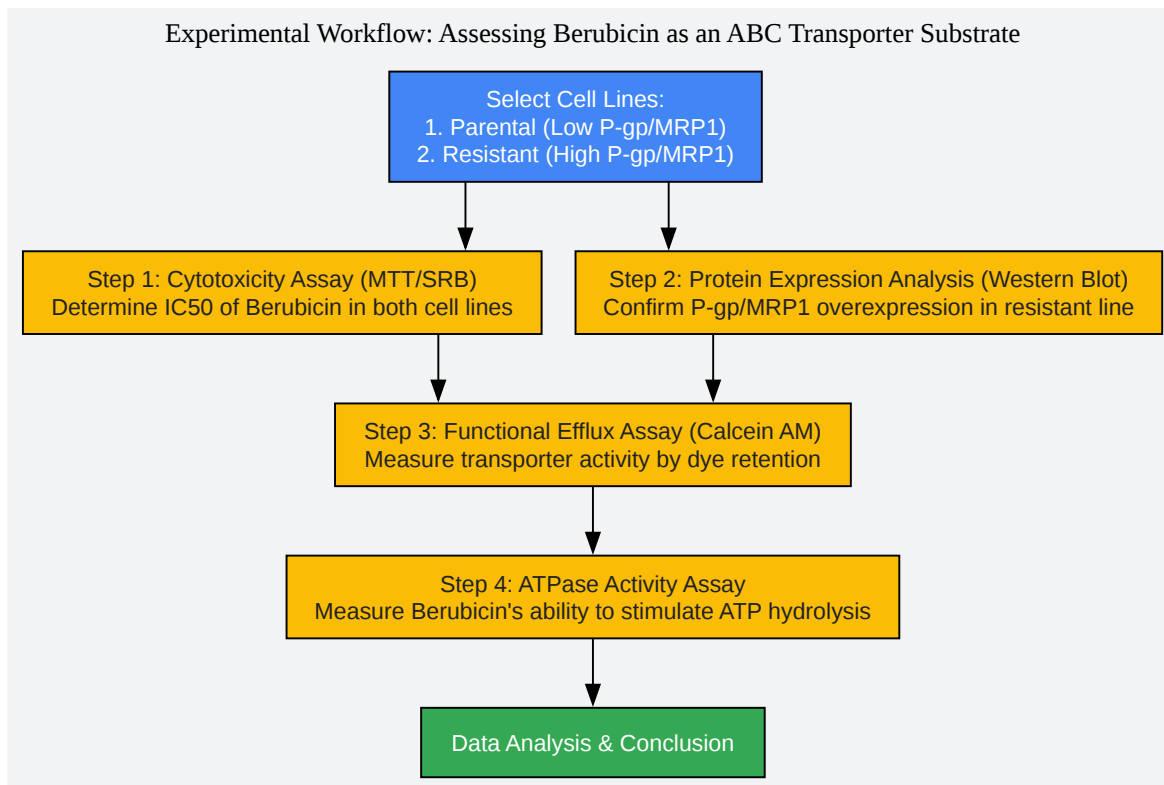 Experimental Workflow: Assessing Berubicin as an ABC Transporter Substrate
Select Cell Lines:
1. Parental (Low P-gp/MRP1)
2. Resistant (High P-gp/MRP1)
Step 1: Cytotoxicity Assay (MTT/SRB)
Determine IC50 of Berubicin in both cell lines
Step 2: Protein Expression Analysis (Western Blot)
Confirm P-gp/MRP1 overexpression in resistant line
Step 3: Functional Efflux Assay (Calcein AM)
Measure transporter activity by dye retention
Step 4: ATPase Activity Assay
Measure Berubicin's ability to stimulate ATP hydrolysis
Data Analysis & Conclusion